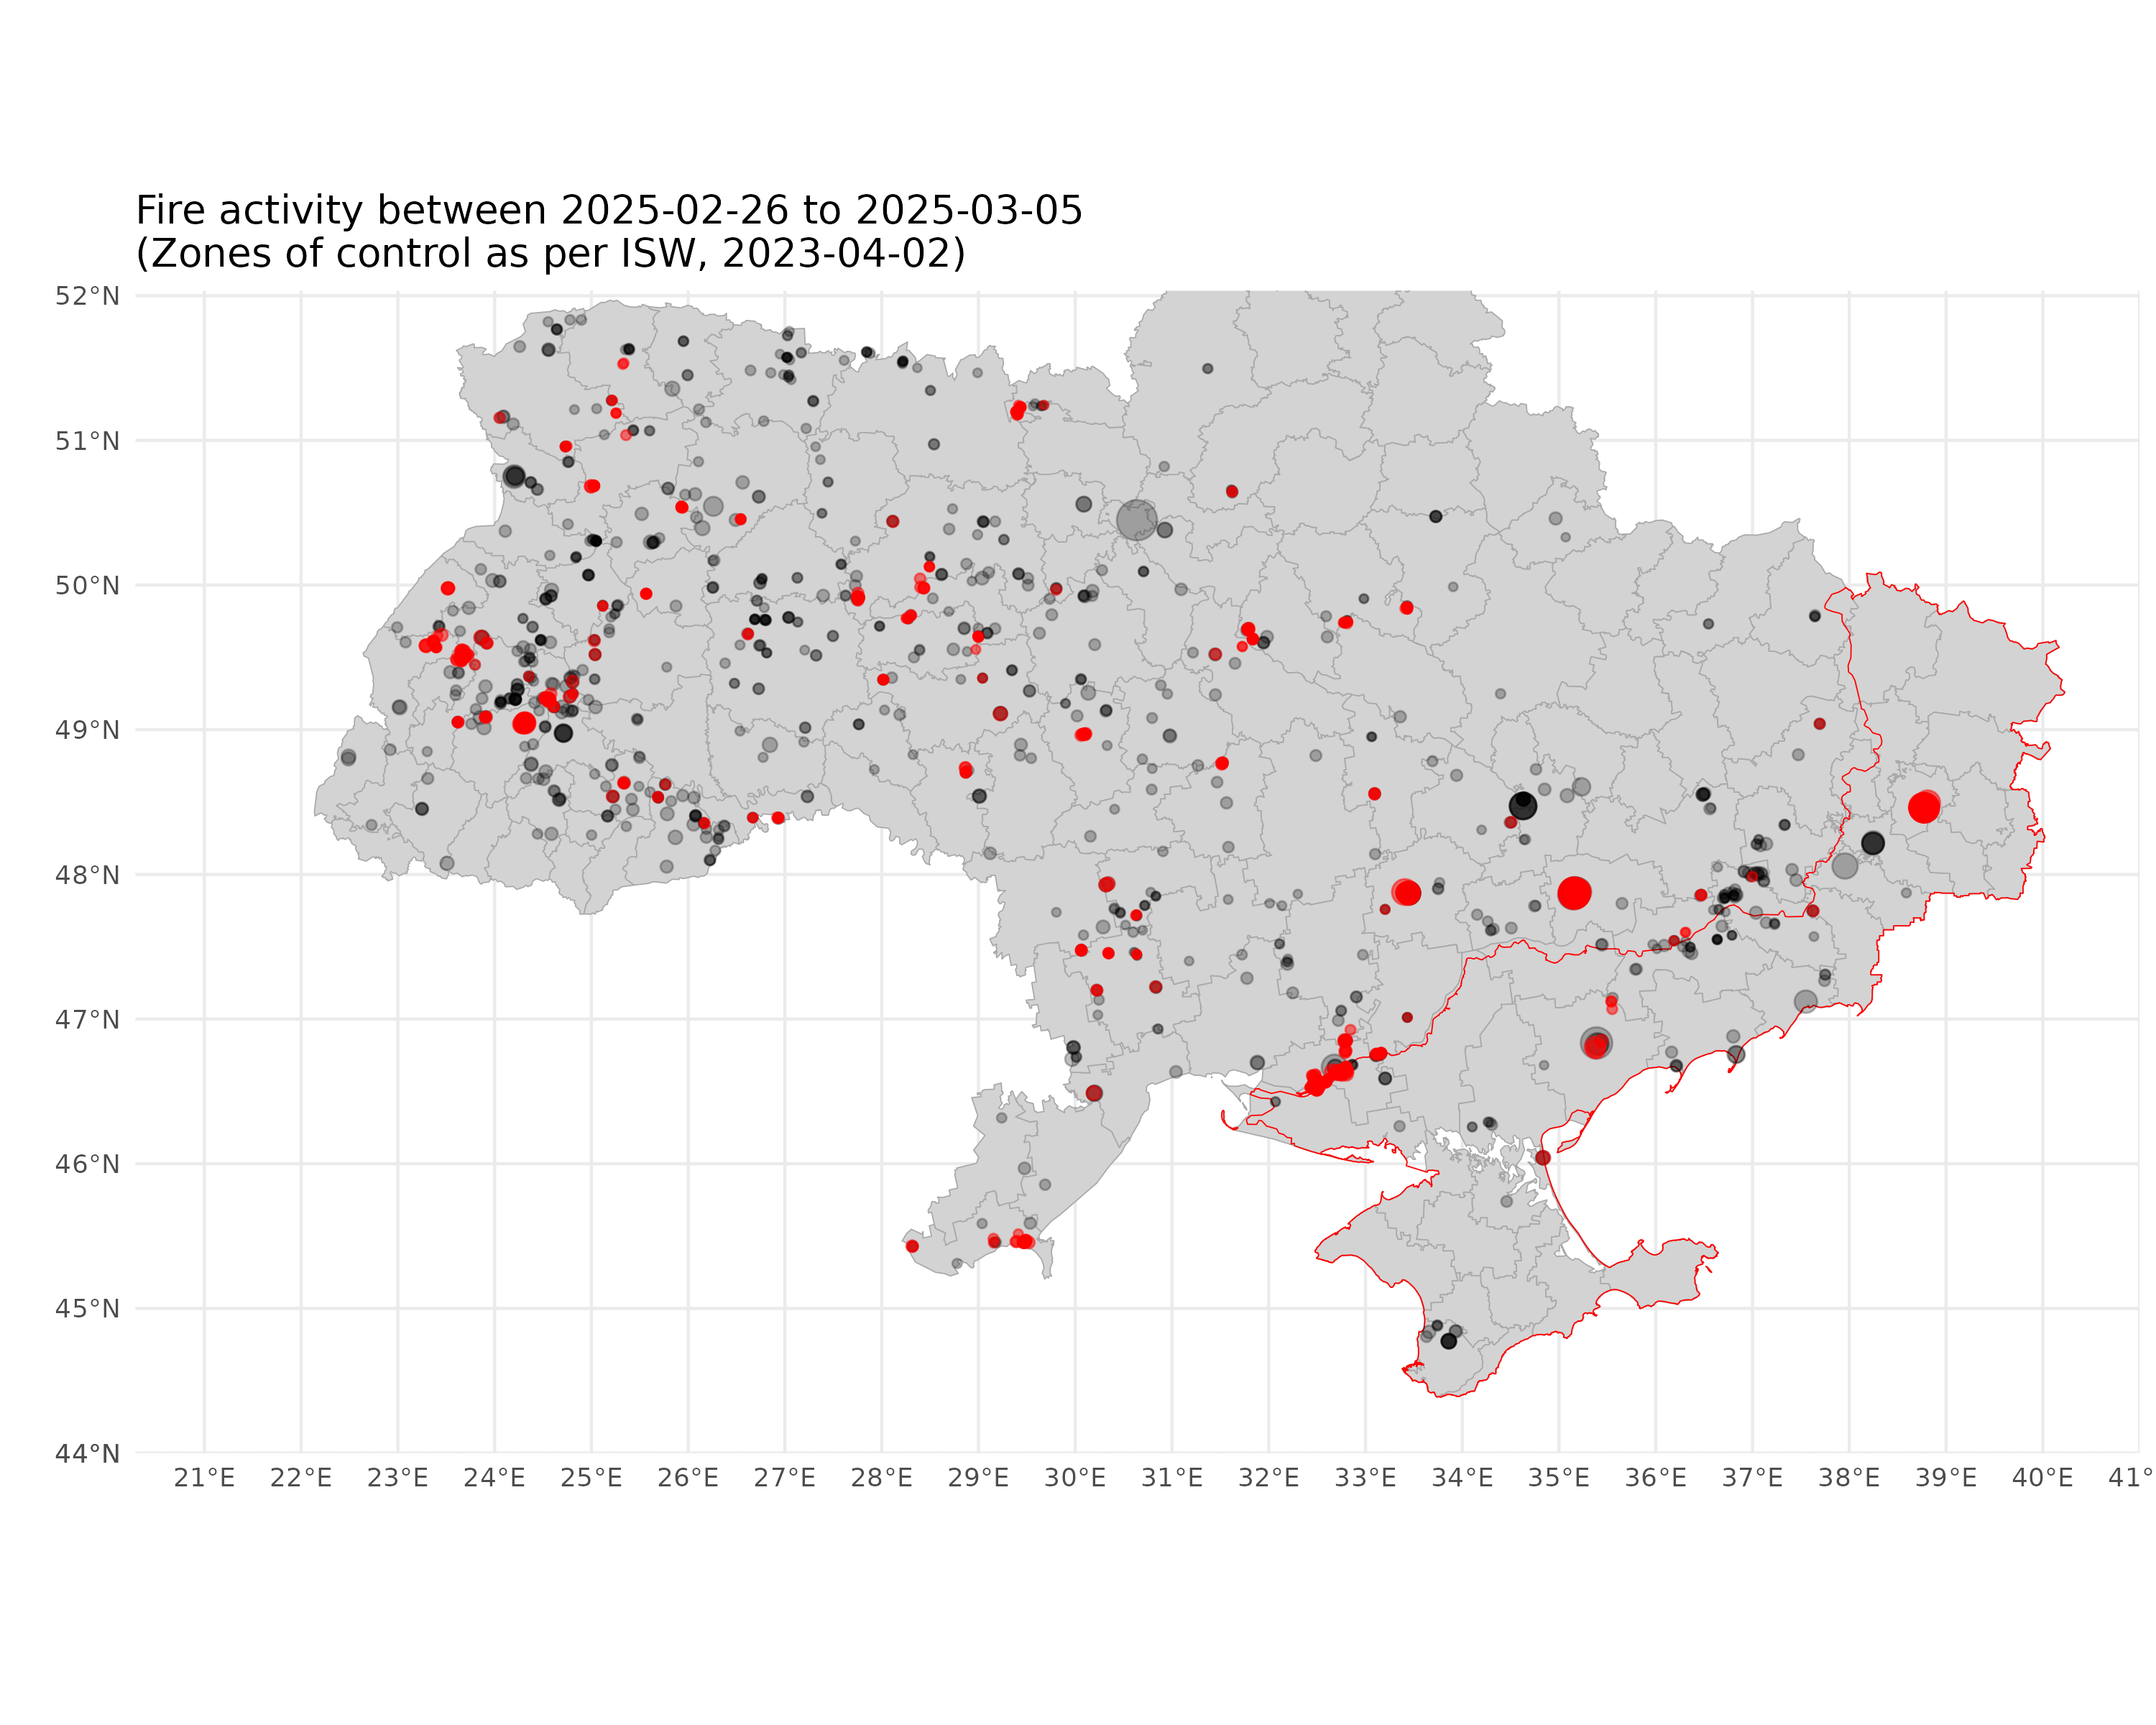 Fire activity between 2025-02-26 to 2025-03-05
(Zones of control as per ISW, 2023-04-02)
52°N
51°N
50°N
49°N
48°N
47°N
46°N
45°N
44°N
21°E 22°E 23°E 24°E 25°E 26°E 27°E 28°E 29°E 30°E 31°E 32°E 33°E 34°E 35°E 36°E 37°E 38°E 39°E 40°E 41°